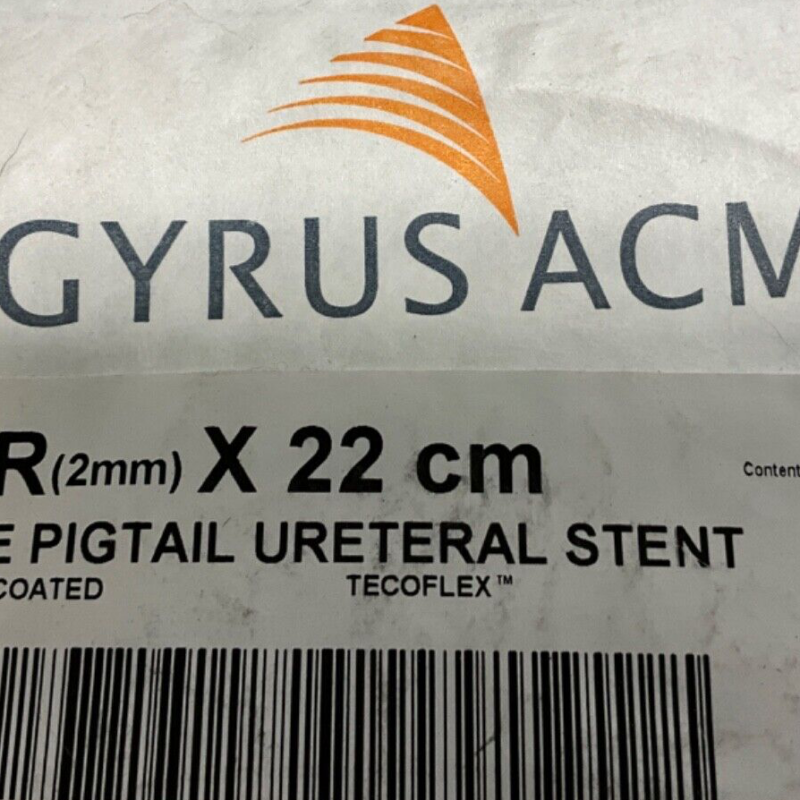 GYRUS ACM
R (2mm) X 22 cm
Content
E PIGTAIL URETERAL STENT
COATED TECOFLEX™